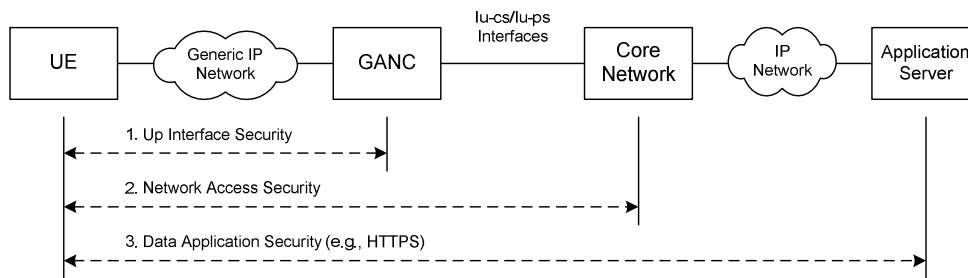 Iu-cs/Iu-ps
Interfaces
UE
Generic IP
Network
GANC
Core
Network
IP
Network
Application
Server
1. Up Interface Security
2. Network Access Security
3. Data Application Security (e.g., HTTPS)